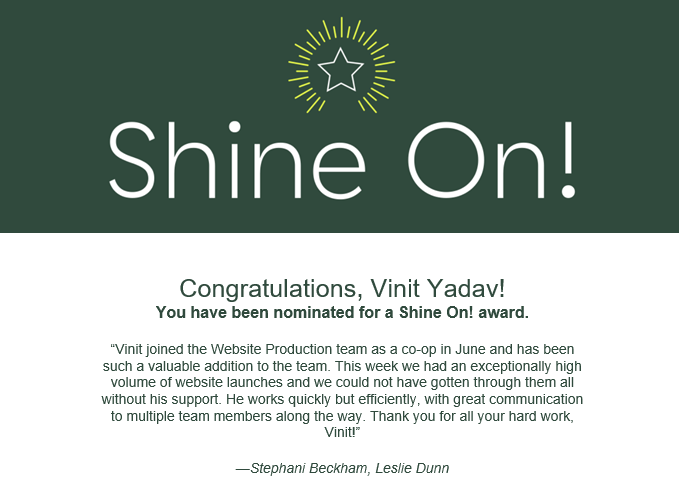 Shine On!
Congratulations, Vinit Yadav!
You have been nominated for a Shine On! award.
“Vinit joined the Website Production team as a co-op in June and has been
such a valuable addition to the team. This week we had an exceptionally high
volume of website launches and we could not have gotten through them all
without his support. He works quickly but efficiently, with great communication
to multiple team members along the way. Thank you for all your hard work,
Vinit!”
—Stephani Beckham, Leslie Dunn